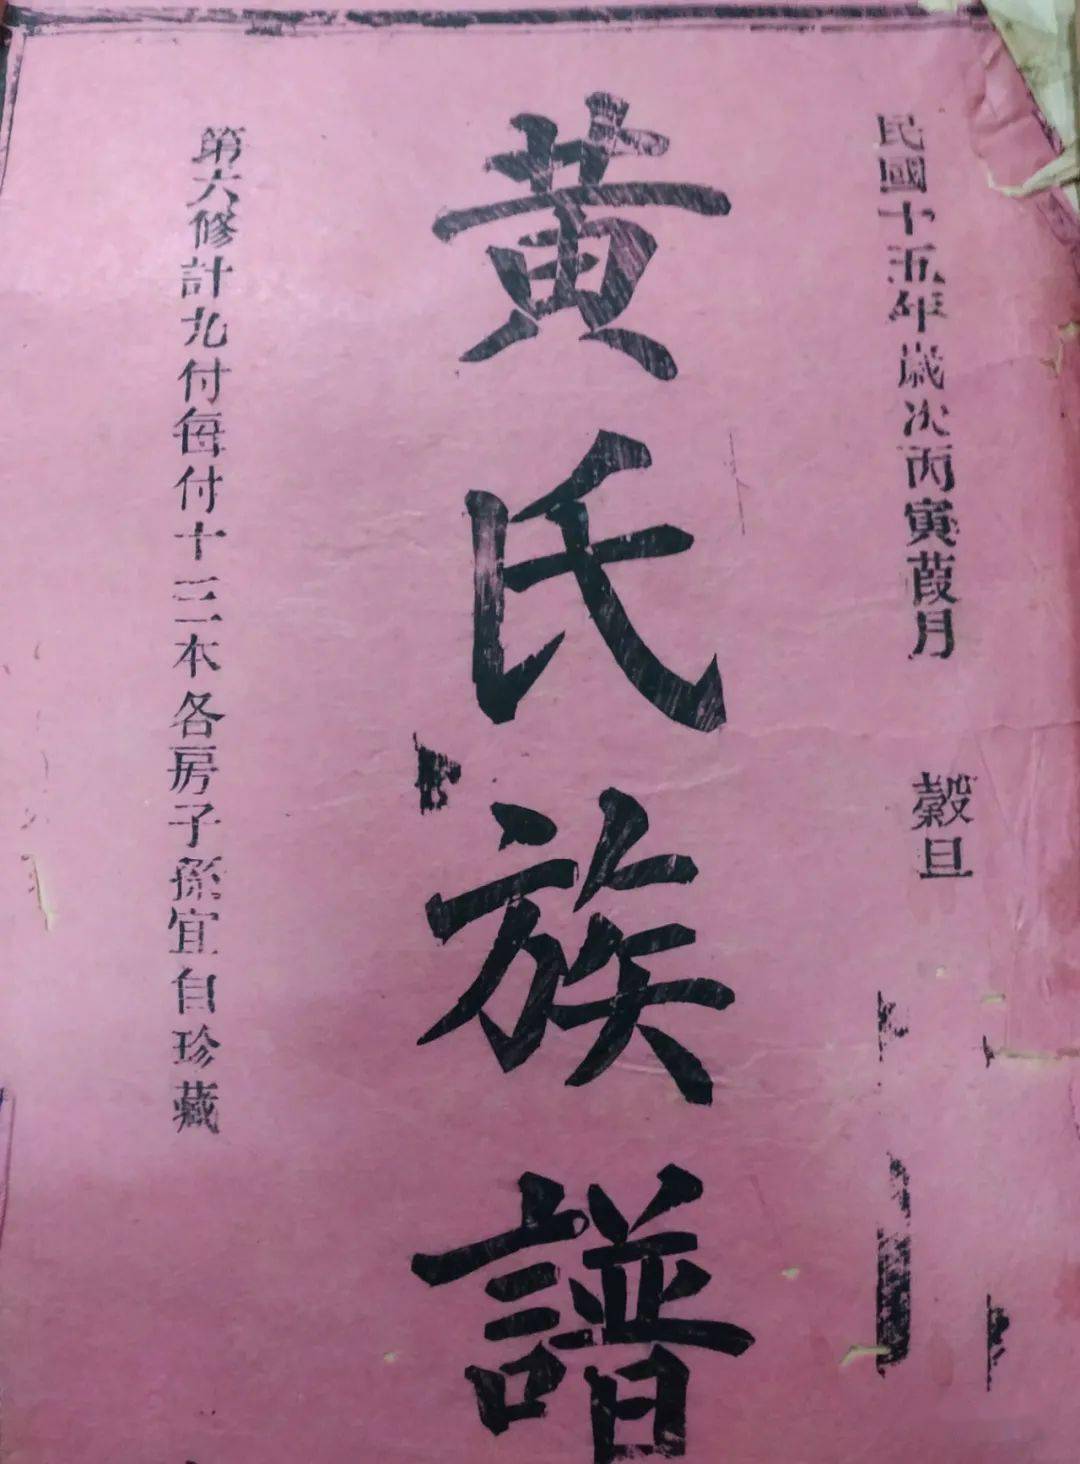 民國十五年歲次丙寅葭月 穀旦
黃氏族譜
第六修計九付每付十三本各房子孫宜自珍藏